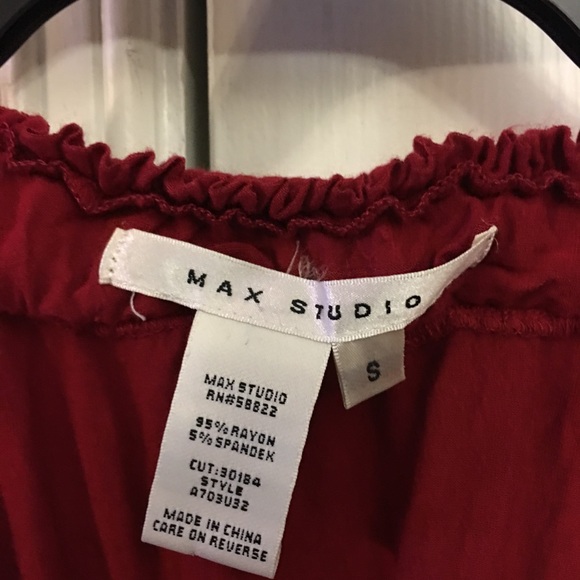 MAX STUDIO
S
MAX STUDIO
RN#58822
95% RAYON
5% SPANDEX
CUT:30184
STYLE
A703U32
MADE IN CHINA
CARE ON REVERSE